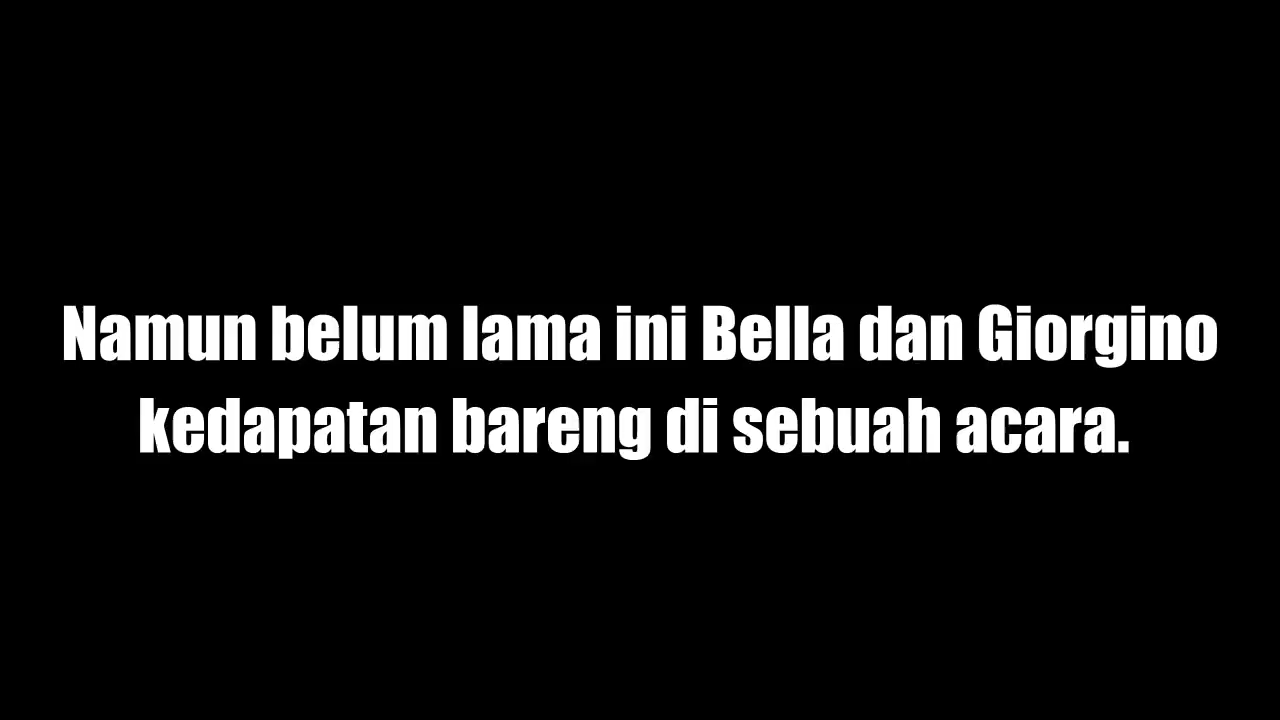 Namun belum lama ini Bella dan Giorgino
kedapatan bareng di sebuah acara.